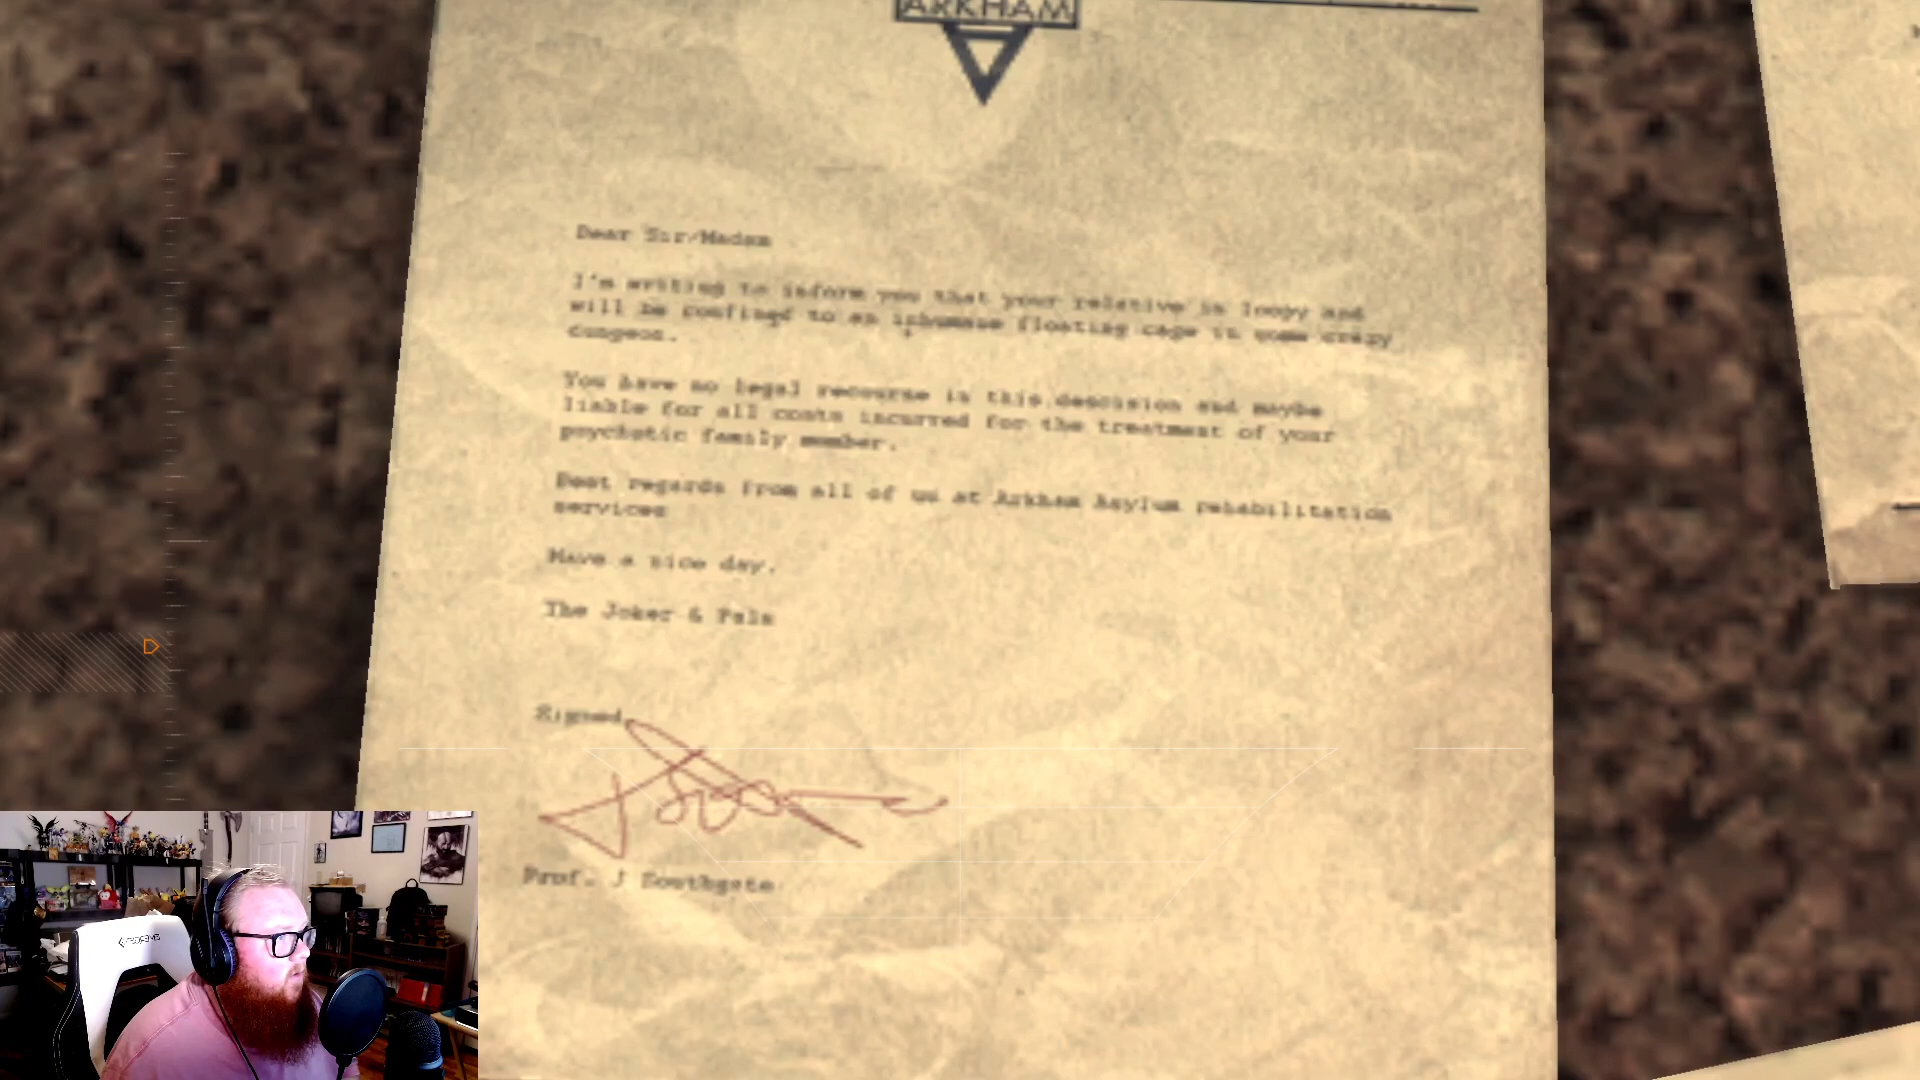 ARKHAM
Dear Sir/Madam
I'm writing to inform you that your relative is loopy and
will be confined to an inhumane floating cage in some crazy
dungeon.
You have no legal recourse in this descision and maybe
liable for all costs incurred for the treatment of your
psychotic family member.
Best regards from all of us at Arkham Asylum rehabilitation
services
Have a nice day.
The Joker & Pals
Signed,
Prof. J Southgate